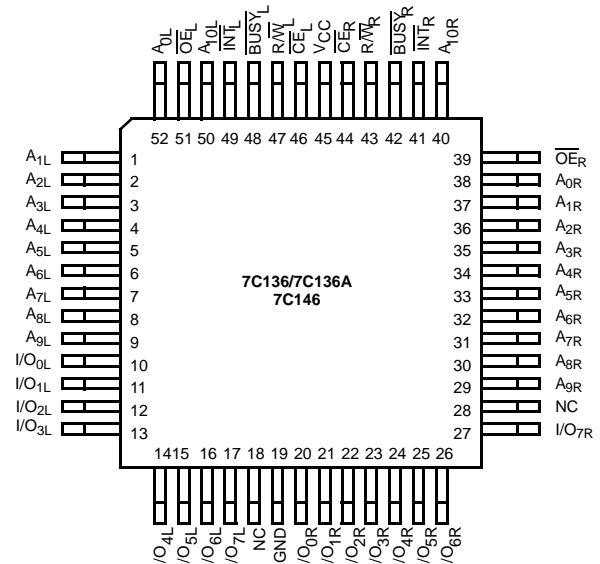 A0L
OEL
A10L
INTL
BUSYL
R/WL
CEL
VCC
CER
R/WR
BUSYR
INTR
A10R
52 51 50 49 48 47 46 45 44 43 42 41 40
A1L 1
A2L 2
A3L 3
A4L 4
A5L 5
A6L 6
A7L 7
A8L 8
A9L 9
I/O0L 10
I/O1L 11
I/O2L 12
I/O3L 13
7C136/7C136A
7C146
39 OER
38 A0R
37 A1R
36 A2R
35 A3R
34 A4R
33 A5R
32 A6R
31 A7R
30 A8R
29 A9R
28 NC
27 I/O7R
14 15 16 17 18 19 20 21 22 23 24 25 26
/O4L
/O5L
/O6L
/O7L
NC
GND
/O0R
/O1R
/O2R
/O3R
/O4R
/O5R
/O6R